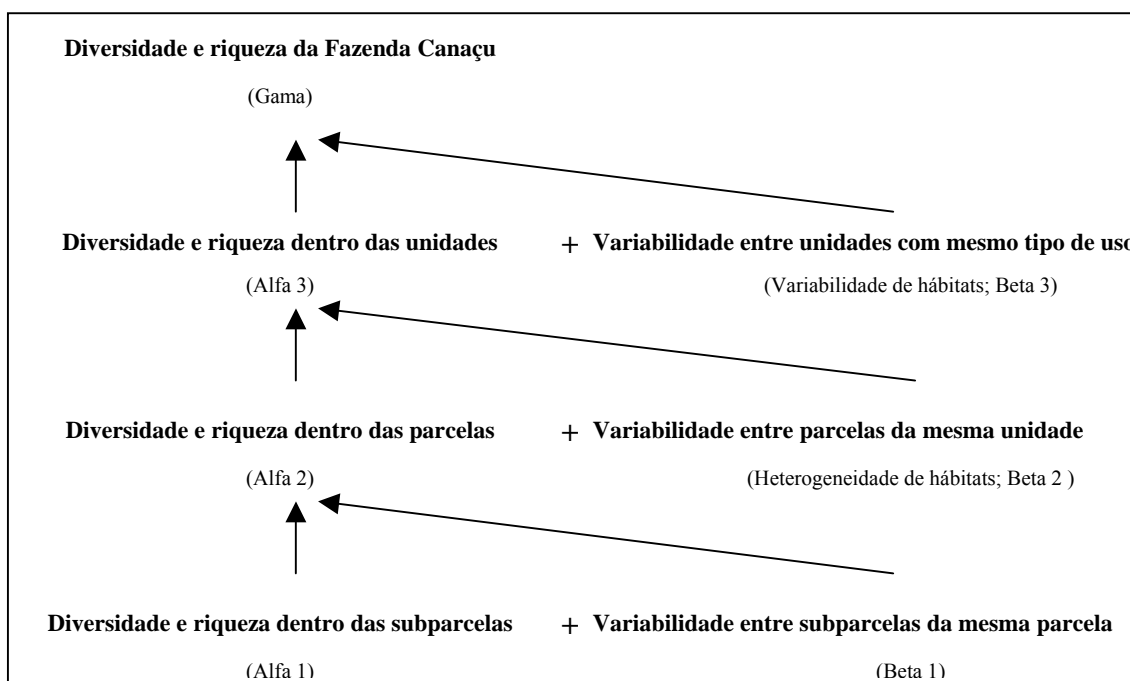 Diversidade e riqueza da Fazenda Canaçu
(Gama)
Diversidade e riqueza dentro das unidades + Variabilidade entre unidades com mesmo tipo de uso
(Alfa 3) (Variabilidade de hábitats; Beta 3)
Diversidade e riqueza dentro das parcelas + Variabilidade entre parcelas da mesma unidade
(Alfa 2) (Heterogeneidade de hábitats; Beta 2 )
Diversidade e riqueza dentro das subparcelas + Variabilidade entre subparcelas da mesma parcela
(Alfa 1) (Beta 1)